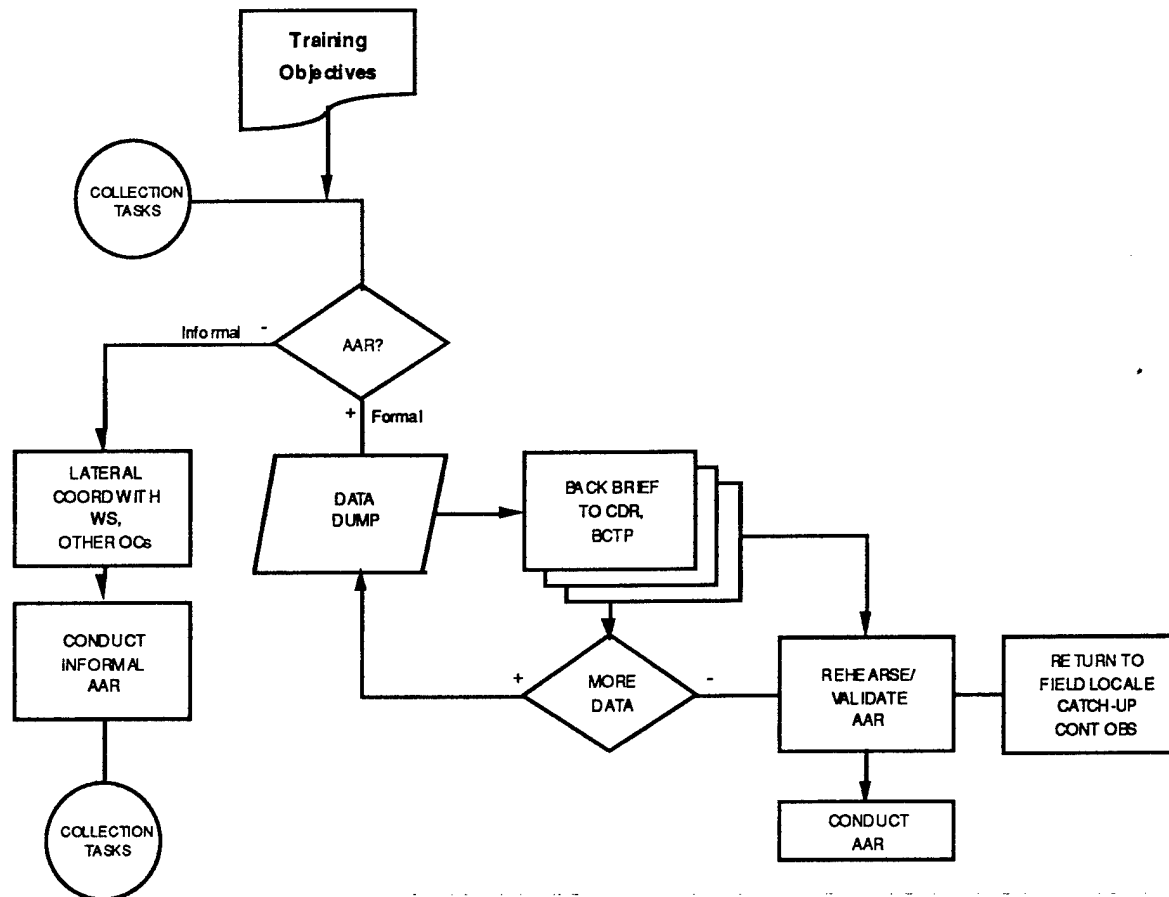 Training
Objectives
COLLECTION
TASKS
AAR?
Informal -
+ Formal
LATERAL
COORD WITH
WS,
OTHER OCs
CONDUCT
INFORMAL
AAR
COLLECTION
TASKS
DATA
DUMP
BACK BRIEF
TO CDR,
BCTP
+
MORE
DATA
-
REHEARSE/
VALIDATE
AAR
RETURN TO
FIELD LOCALE
CATCH-UP
CONT OBS
CONDUCT
AAR